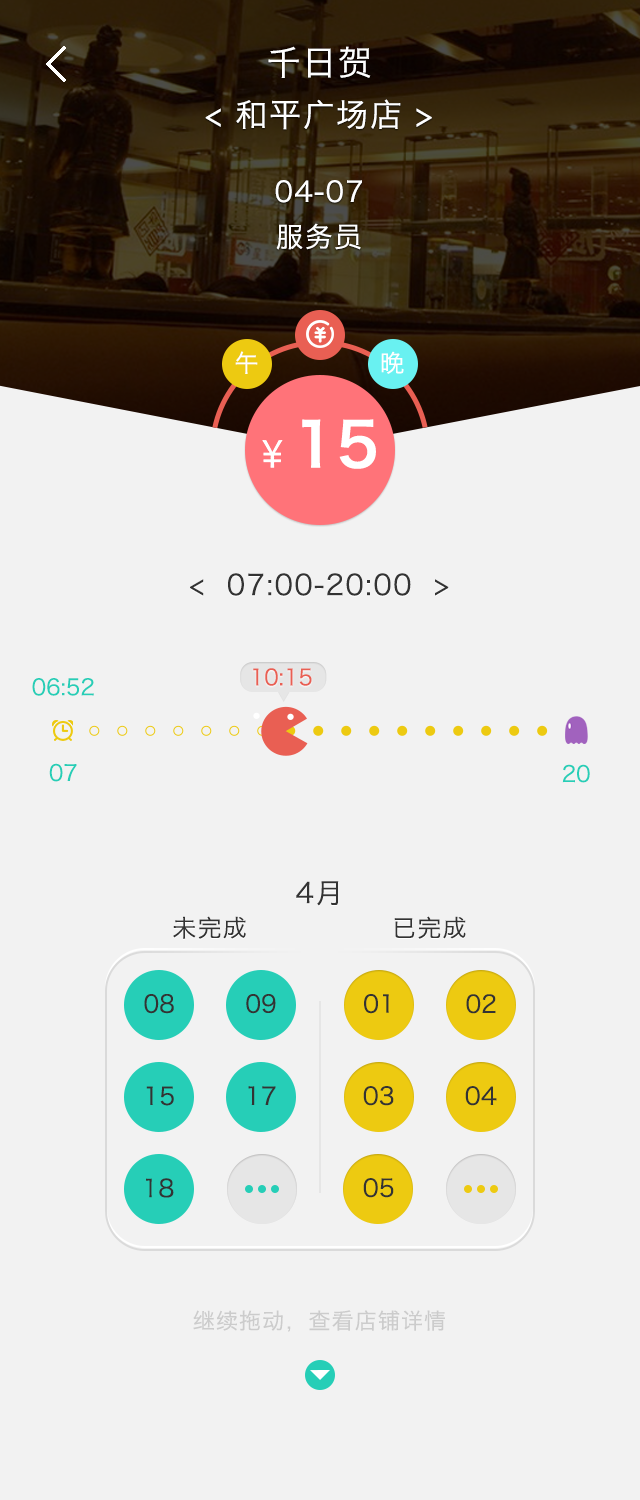 千日贺
< 和平广场店 >
04-07
服务员
午
晚
¥ 15
< 07:00-20:00 >
10:15
06:52
07
20
4月
未完成
已完成
08 09 01 02
15 17 03 04
18 ••• 05 •••
继续拖动，查看店铺详情